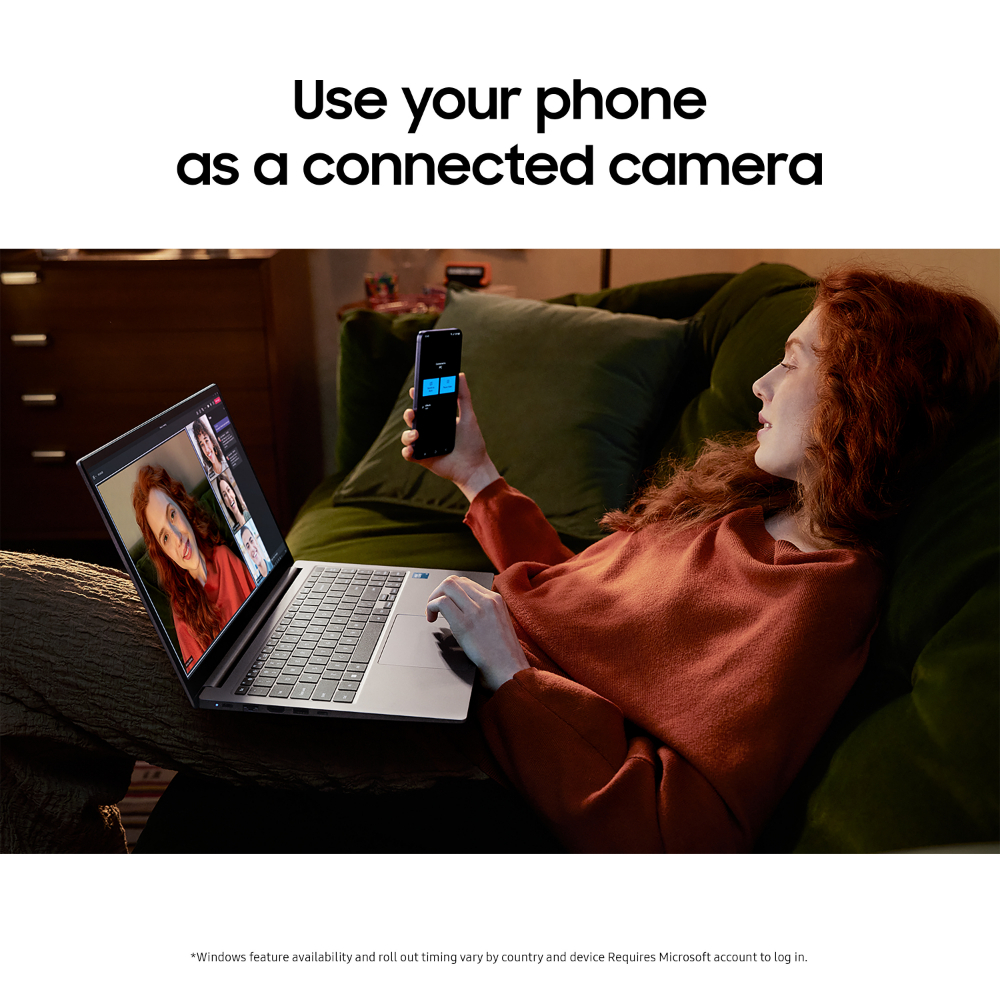 Use your phone
as a connected camera
*Windows feature availability and roll out timing vary by country and device Requires Microsoft account to log in.